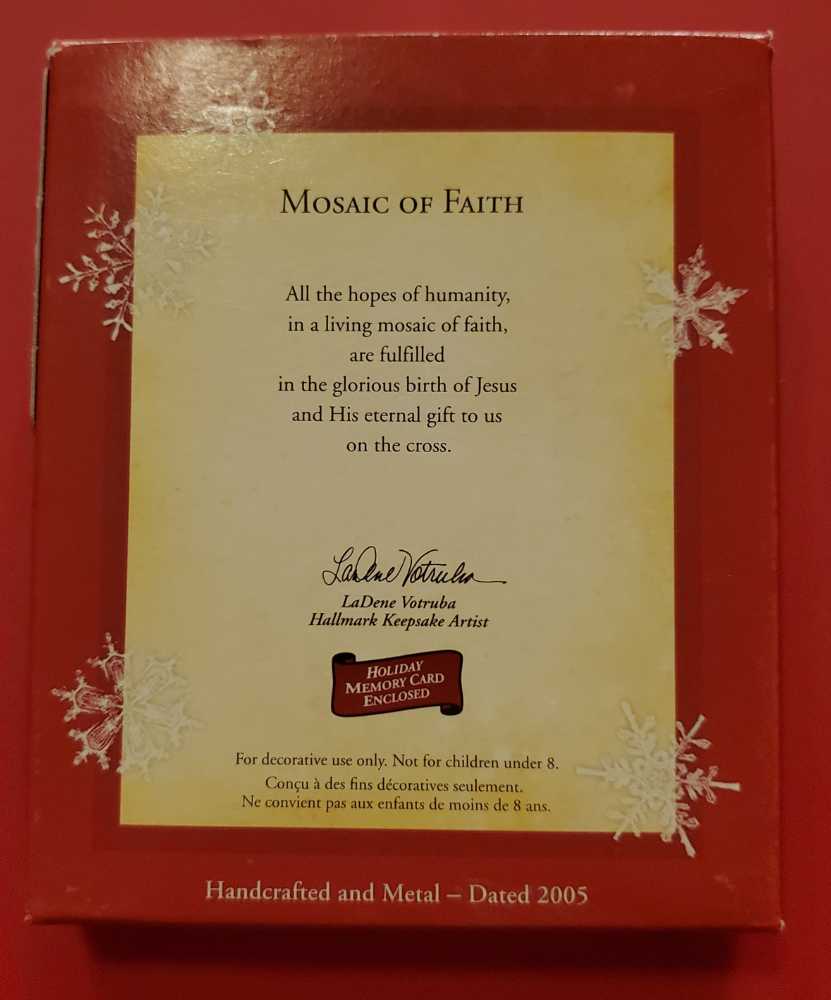 MOSAIC OF FAITH
All the hopes of humanity,
in a living mosaic of faith,
are fulfilled
in the glorious birth of Jesus
and His eternal gift to us
on the cross.
LaDene Votruba
LaDene Votruba
Hallmark Keepsake Artist
HOLIDAY
MEMORY CARD
ENCLOSED
For decorative use only. Not for children under 8.
Conçu à des fins décoratives seulement.
Ne convient pas aux enfants de moins de 8 ans.
Handcrafted and Metal – Dated 2005